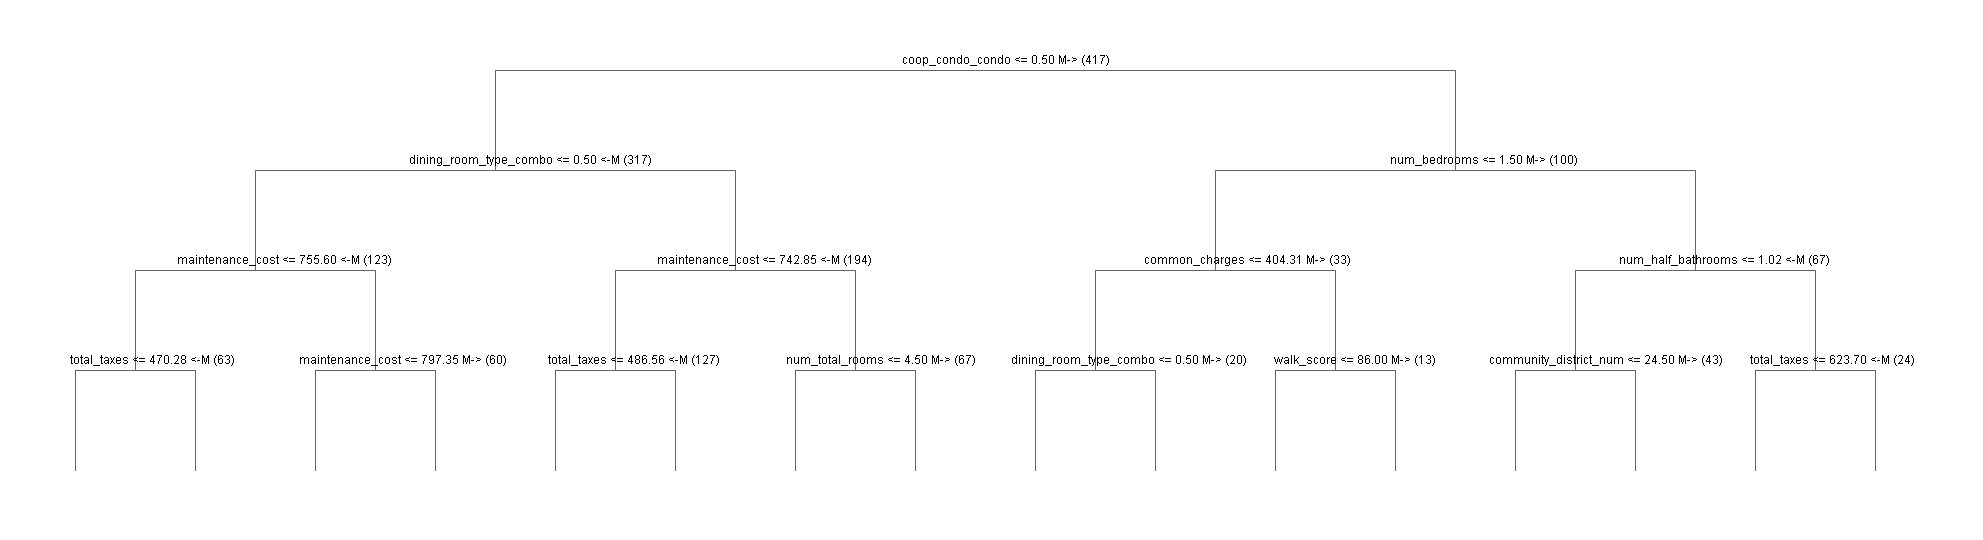 coop_condo_condo <= 0.50 M-> (417)
dining_room_type_combo <= 0.50 <-M (317)
num_bedrooms <= 1.50 M-> (100)
maintenance_cost <= 755.60 <-M (123)
maintenance_cost <= 742.85 <-M (194)
common_charges <= 404.31 M-> (33)
num_half_bathrooms <= 1.02 <-M (67)
total_taxes <= 470.28 <-M (63)
maintenance_cost <= 797.35 M-> (60)
total_taxes <= 486.56 <-M (127)
num_total_rooms <= 4.50 M-> (67)
dining_room_type_combo <= 0.50 M-> (20)
walk_score <= 86.00 M-> (13)
community_district_num <= 24.50 M-> (43)
total_taxes <= 623.70 <-M (24)